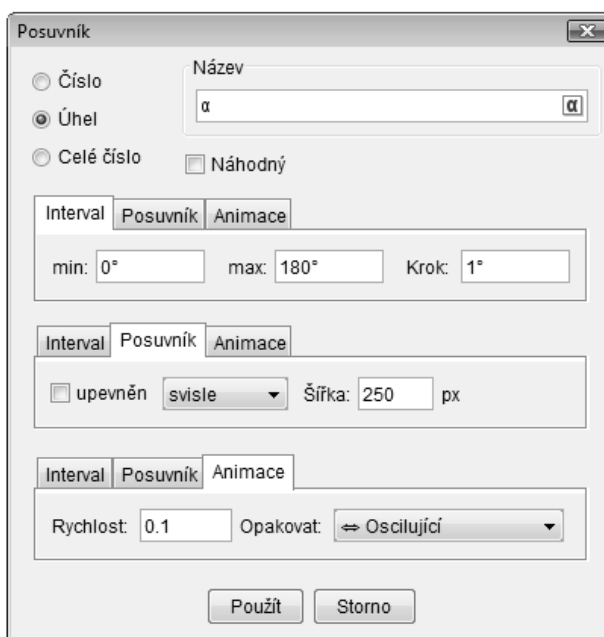 Posuvník
Číslo
Úhel
Celé číslo
Název
α
α
Náhodný
Interval Posuvník Animace
min: 0° max: 180° Krok: 1°
Interval Posuvník Animace
upevněn svisle Šířka: 250 px
Interval Posuvník Animace
Rychlost: 0.1 Opakovat: ⇔ Oscilující
Použít Storno